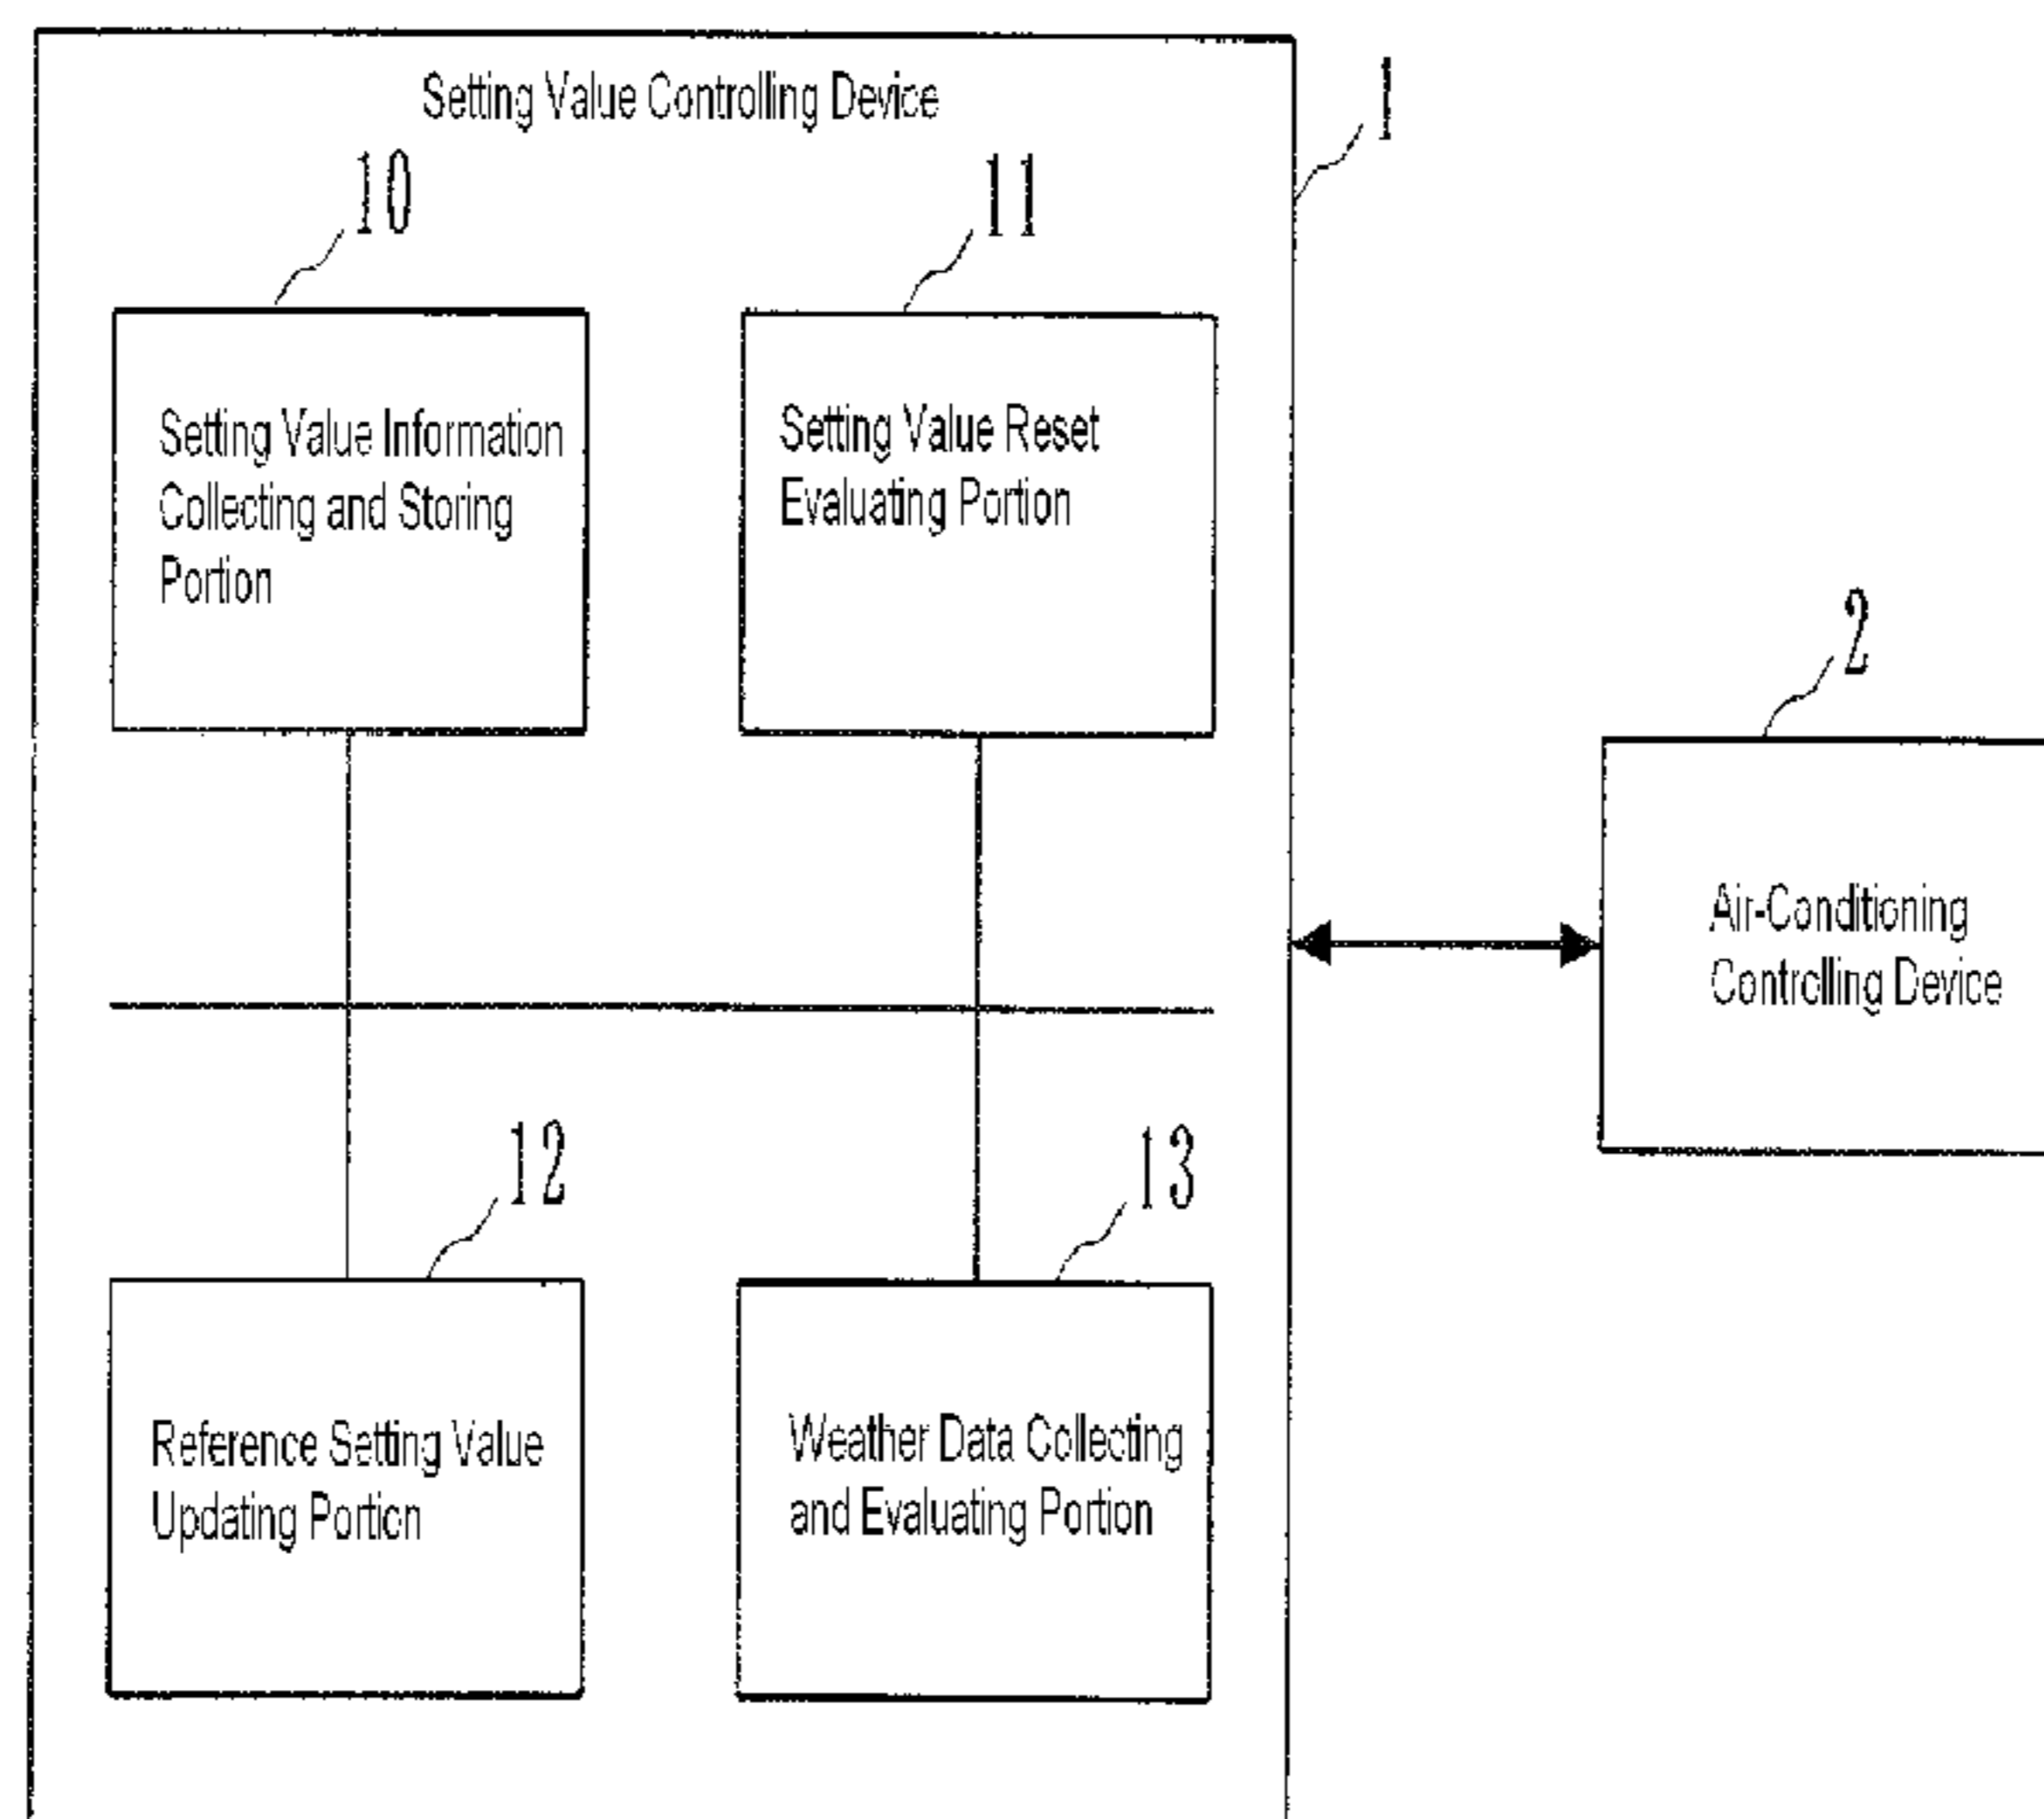 Setting Value Controlling Device
1
10
11
Setting Value Information
Collecting and Storing
Portion
Setting Value Reset
Evaluating Portion
2
Air-Conditioning
Controlling Device
12
13
Reference Setting Value
Updating Portion
Weather Data Collecting
and Evaluating Portion